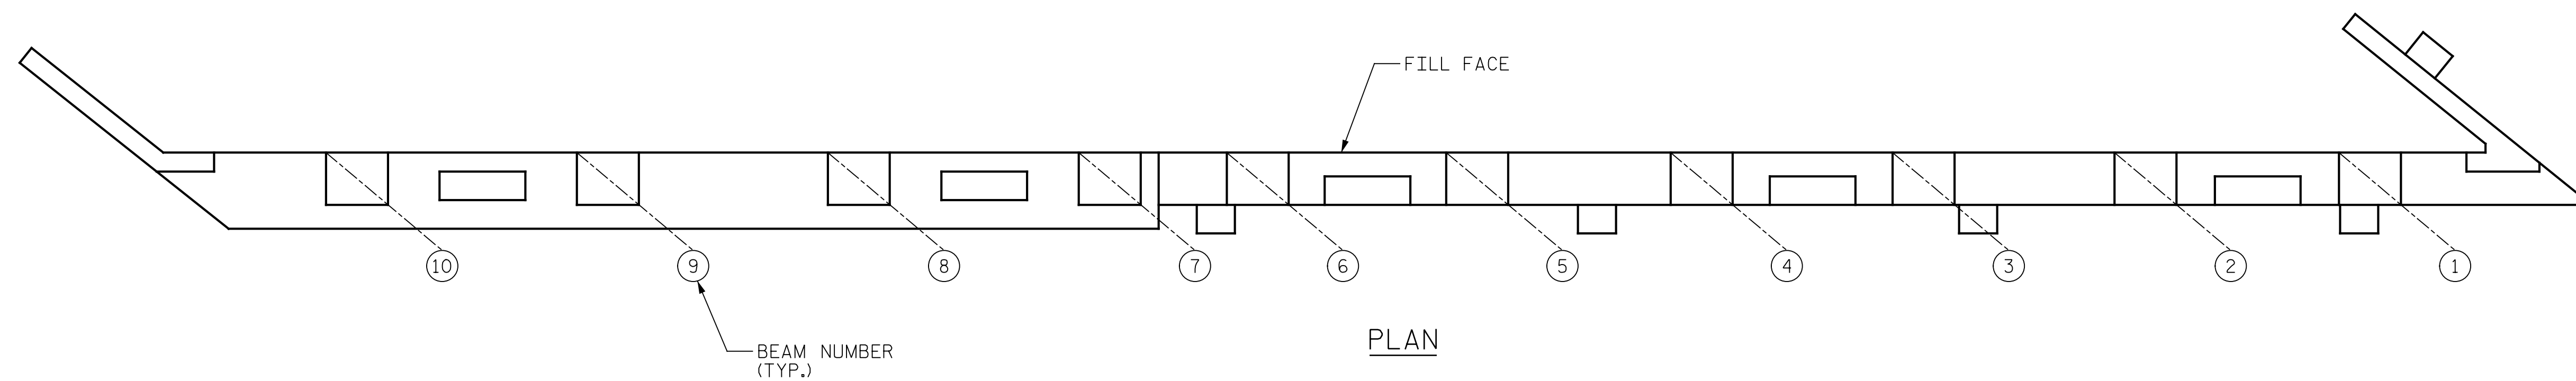 FILL FACE
10 9 8 7 6 5 4 3 2 1
BEAM NUMBER
(TYP.)
PLAN